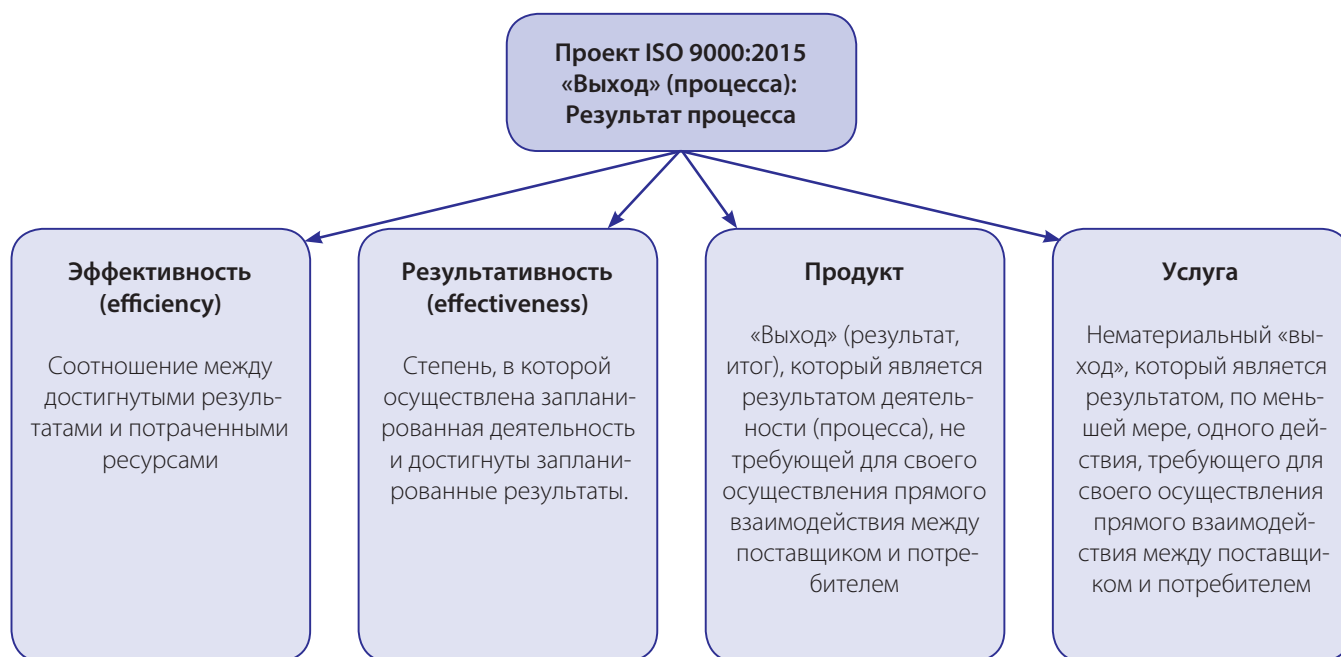 Проект ISO 9000:2015
«Выход» (процесса):
Результат процесса
Эффективность
(efficiency)
Соотношение между
достигнутыми резуль-
татами и потраченными
ресурсами
Результативность
(effectiveness)
Степень, в которой
осуществлена заплани-
рованная деятельность
и достигнуты заплани-
рованные результаты.
Продукт
«Выход» (результат,
итог), который является
результатом деятель-
ности (процесса), не
требующей для своего
осуществления прямого
взаимодействия между
поставщиком и потре-
бителем
Услуга
Нематериальный «вы-
ход», который является
результатом, по мень-
шей мере, одного дей-
ствия, требующего для
своего осуществления
прямого взаимодей-
ствия между поставщи-
ком и потребителем